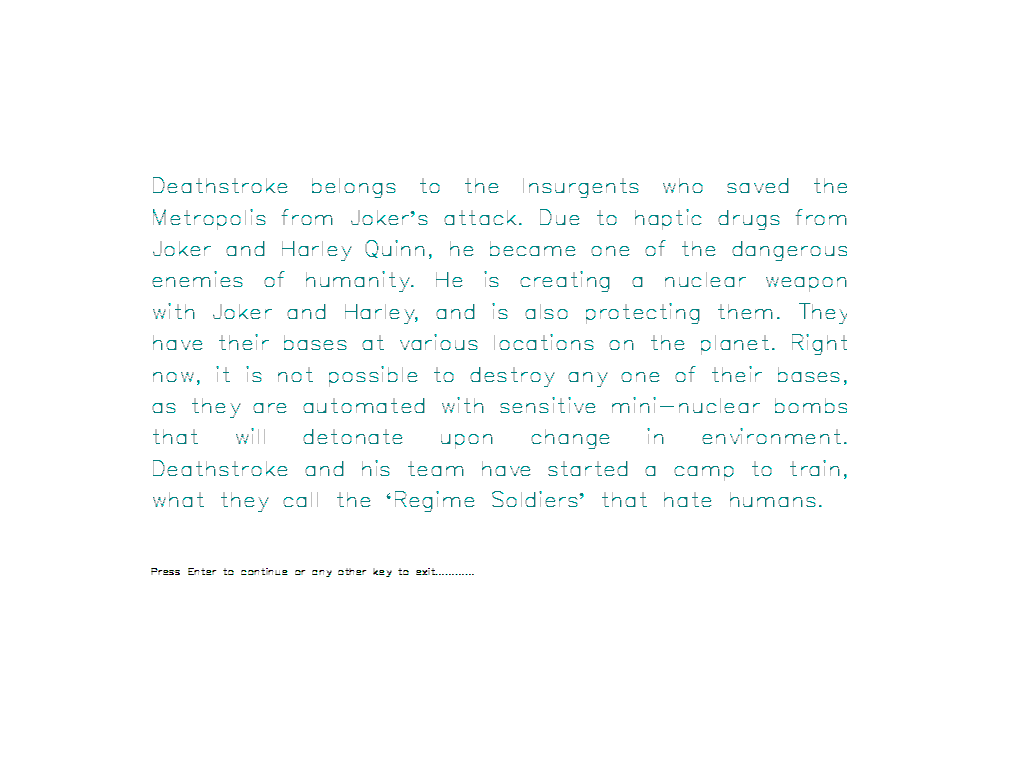 Deathstroke belongs to the Insurgents who saved the
Metropolis from Joker’s attack. Due to haptic drugs from
Joker and Harley Quinn, he became one of the dangerous
enemies of humanity. He is creating a nuclear weapon
with Joker and Harley, and is also protecting them. They
have their bases at various locations on the planet. Right
now, it is not possible to destroy any one of their bases,
as they are automated with sensitive mini-nuclear bombs
that will detonate upon change in environment.
Deathstroke and his team have started a camp to train,
what they call the ‘Regime Soldiers’ that hate humans.
Press Enter to continue or any other key to exit...........